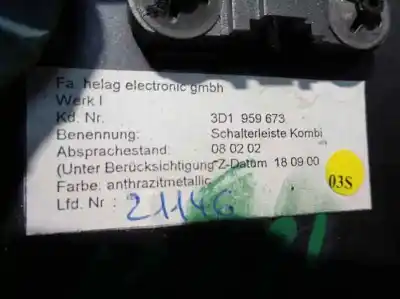 Fa. helag electronic gmbh
Werk I
Kd. Nr. 3D1 959 673
Benennung: Schalterleiste Kombi
Absprachestand: 08 02 02
(Unter Berücksichtigung Z-Datum 18 09 00
Farbe: anthrazitmetallic
03S
Lfd. Nr : 21146